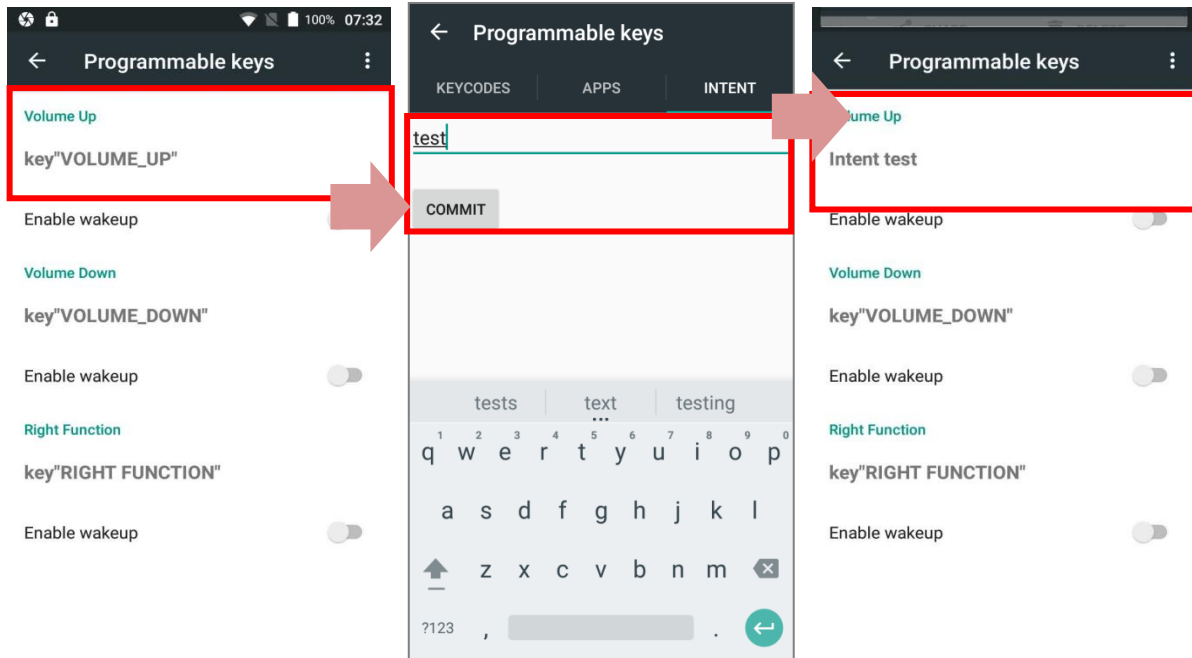 100% 07:32
Programmable keys
Volume Up
key"VOLUME_UP"
Enable wakeup
Volume Down
key"VOLUME_DOWN"
Enable wakeup
Right Function
key"RIGHT FUNCTION"
Enable wakeup
Programmable keys
KEYCODES APPS INTENT
test
COMMIT
tests text testing
1 2 3 4 5 6 7 8 9 0
q w e r t y u i o p
a s d f g h j k l
z x c v b n m
?123 , .
Programmable keys
ume Up
Intent test
Enable wakeup
Volume Down
key"VOLUME_DOWN"
Enable wakeup
Right Function
key"RIGHT FUNCTION"
Enable wakeup